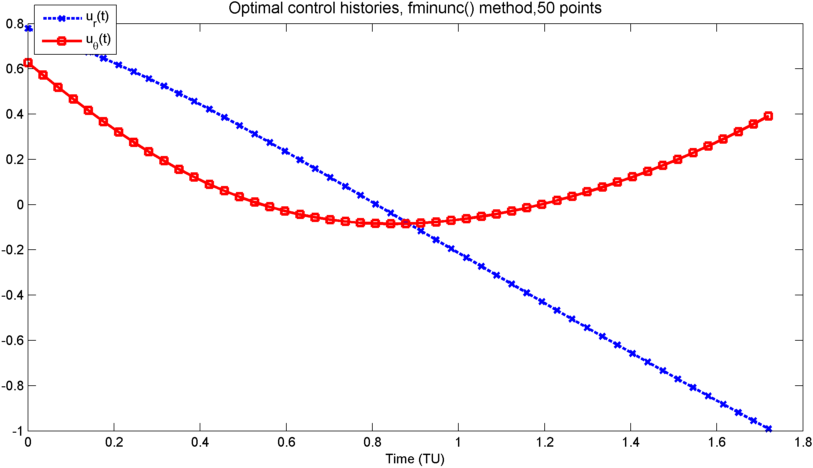 Optimal control histories, fminunc() method,50 points
u_r(t)
u_θ(t)
0.8
0.6
0.4
0.2
0
-0.2
-0.4
-0.6
-0.8
-1
0 0.2 0.4 0.6 0.8 1 1.2 1.4 1.6 1.8
Time (TU)